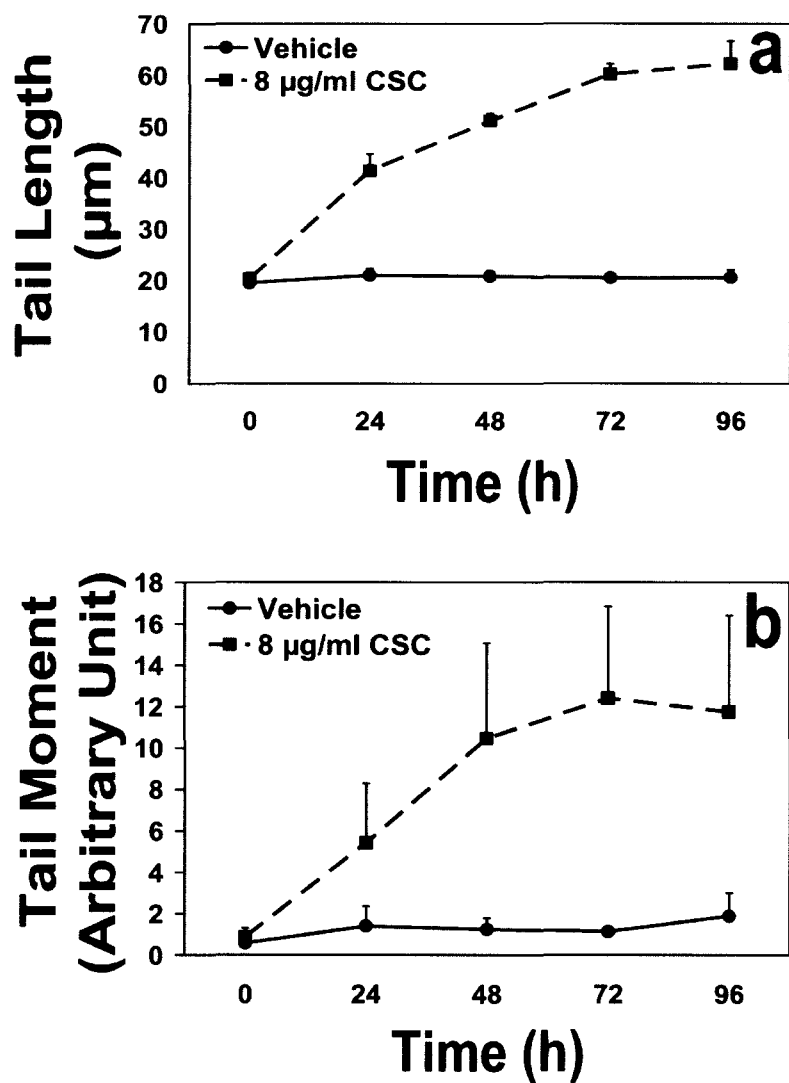 70
60
50
40
30
20
10
0
Tail Length
(µm)
Vehicle
8 µg/ml CSC
a
0 24 48 72 96
Time (h)
18
16
14
12
10
8
6
4
2
0
Tail Moment
(Arbitrary Unit)
Vehicle
8 µg/ml CSC
b
0 24 48 72 96
Time (h)